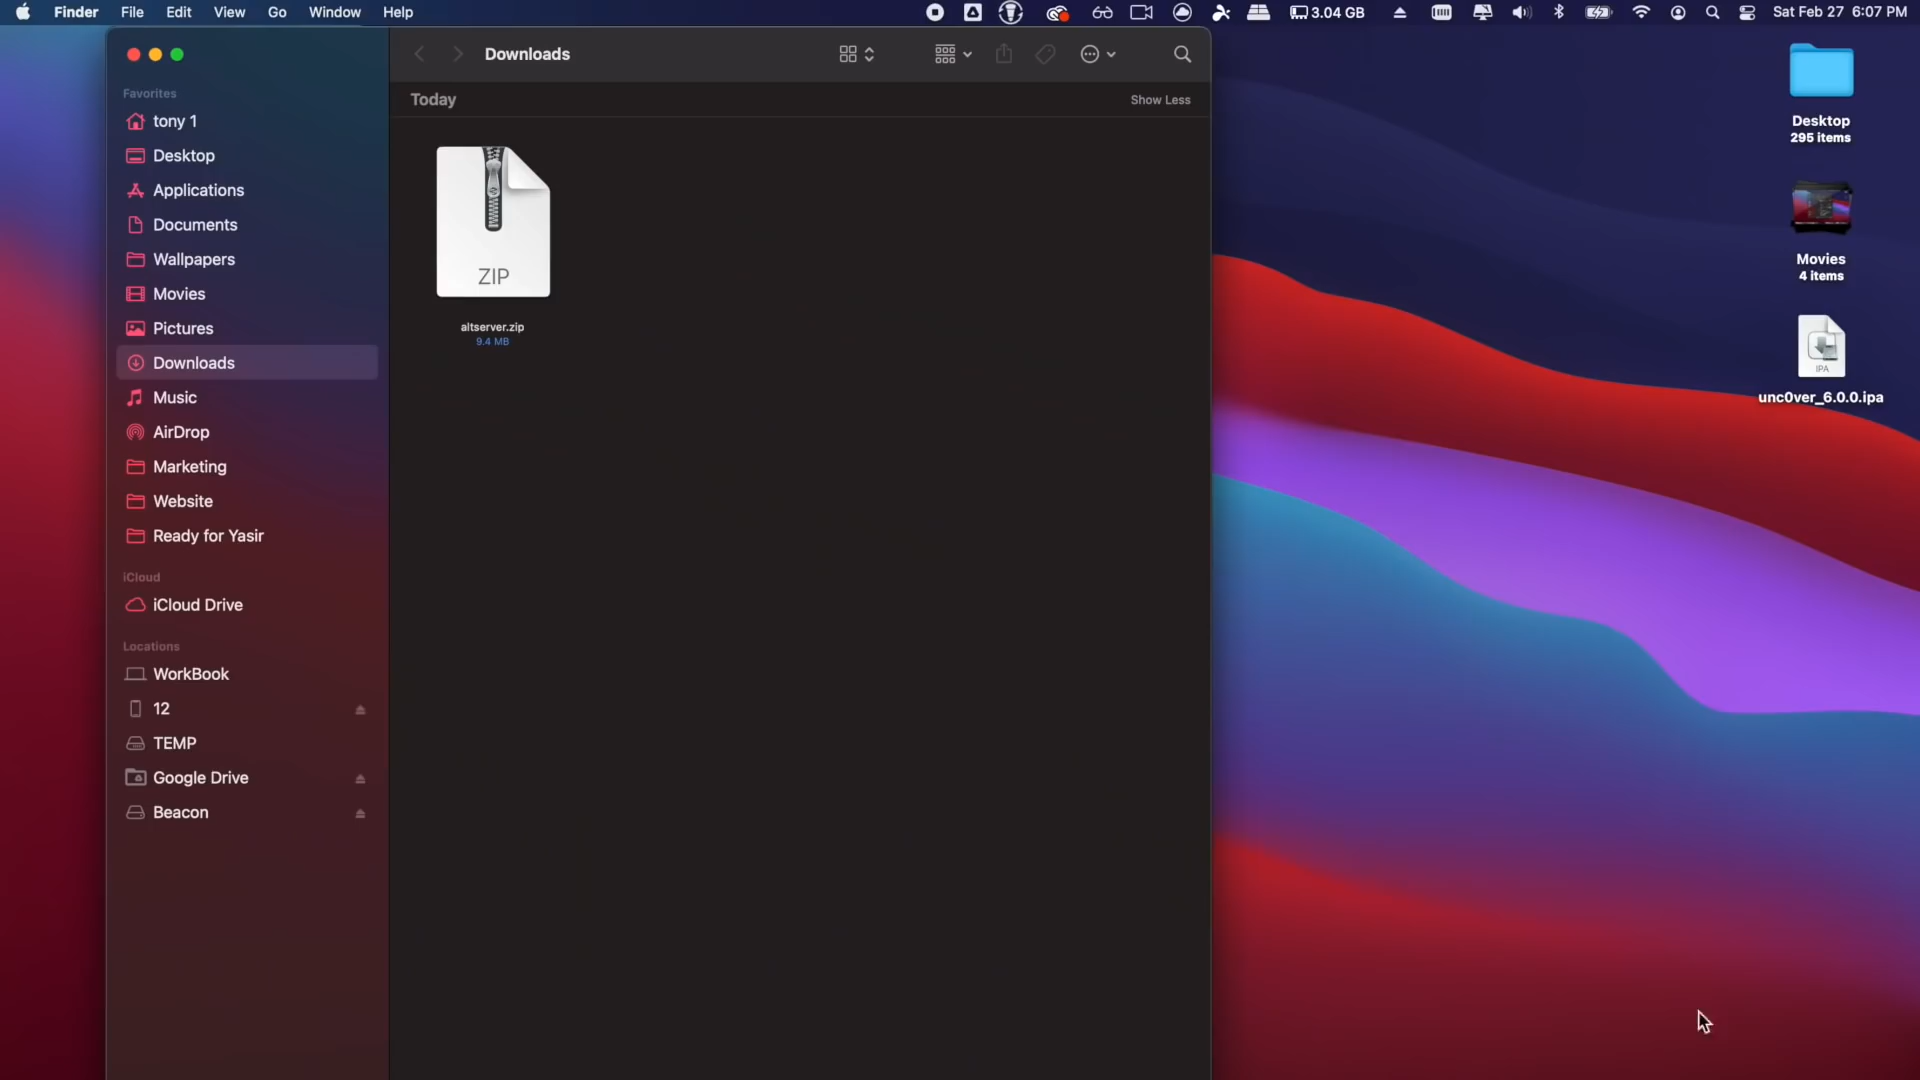 Finder File Edit View Go Window Help 3.04 GB Sat Feb 27 6:07 PM
Downloads
Today Show Less
Favorites
tony 1
Desktop
Applications
Documents
Wallpapers
Movies
Pictures
Downloads
Music
AirDrop
Marketing
Website
Ready for Yasir
iCloud
iCloud Drive
Locations
WorkBook
12
TEMP
Google Drive
Beacon
ZIP
altserver.zip
9.4 MB
Desktop
295 items
Movies
4 items
IPA
unc0ver_6.0.0.ipa